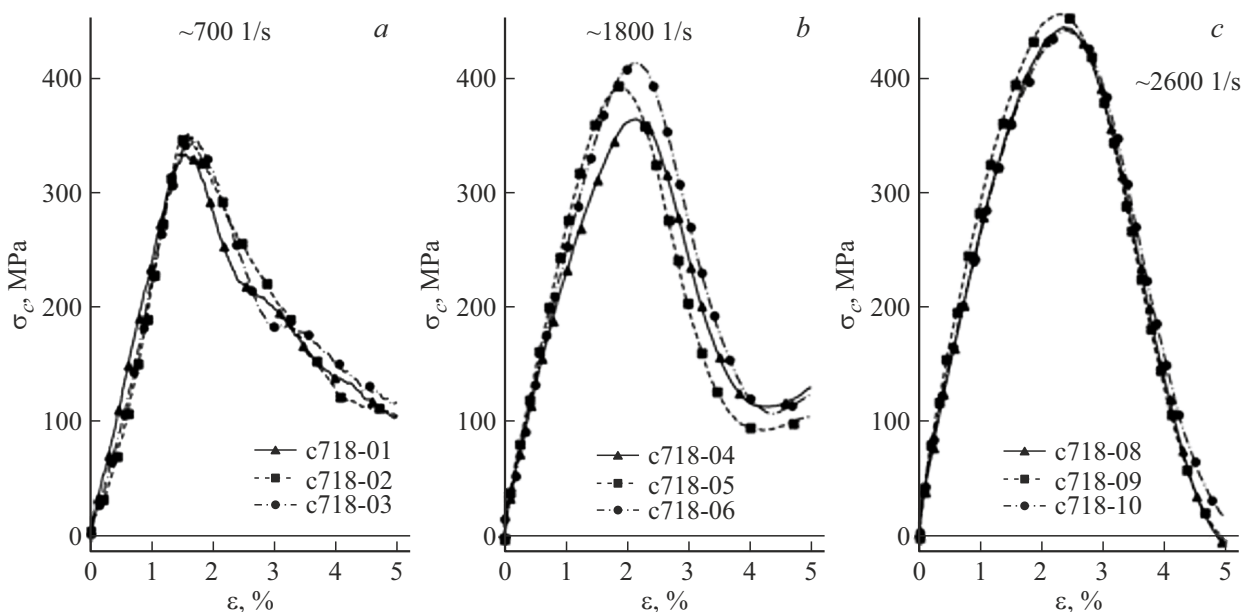 ~700 1/s
a
400
300
200
100
0
σc, MPa
c718-01
c718-02
c718-03
0 1 2 3 4 5
ε, %
~1800 1/s
b
400
300
200
100
0
σc, MPa
c718-04
c718-05
c718-06
0 1 2 3 4 5
ε, %
c
~2600 1/s
400
300
200
100
0
σc, MPa
c718-08
c718-09
c718-10
0 1 2 3 4 5
ε, %